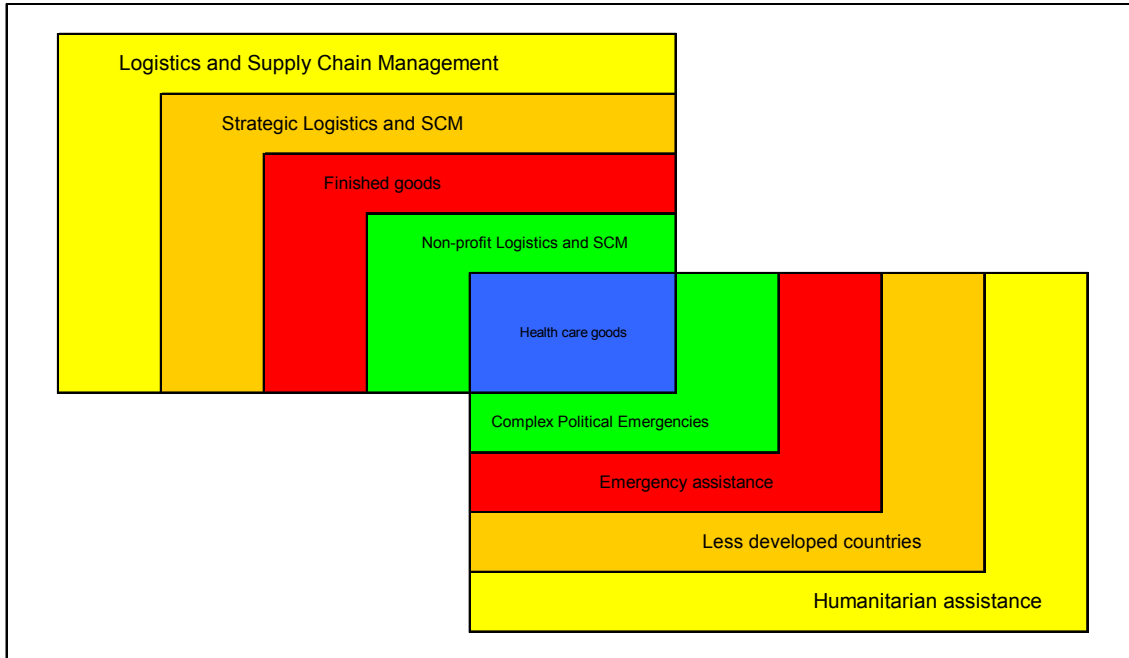 Logistics and Supply Chain Management
Strategic Logistics and SCM
Finished goods
Non-profit Logistics and SCM
Health care goods
Complex Political Emergencies
Emergency assistance
Less developed countries
Humanitarian assistance